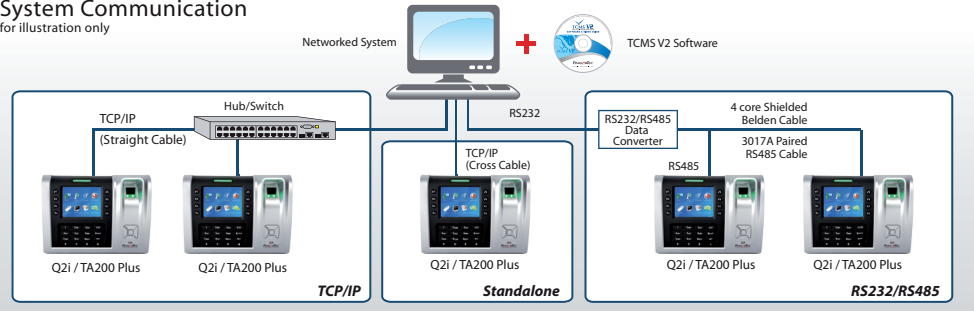 System Communication
for illustration only
Networked System
TCMS V2
TCMS V2 Software
Hub/Switch
TCP/IP
(Straight Cable)
Q2i / TA200 Plus
Q2i / TA200 Plus
TCP/IP
TCP/IP
(Cross Cable)
Q2i / TA200 Plus
Standalone
RS232
RS232/RS485
Data
Converter
4 core Shielded
Belden Cable
3017A Paired
RS485 Cable
RS485
Q2i / TA200 Plus
Q2i / TA200 Plus
RS232/RS485